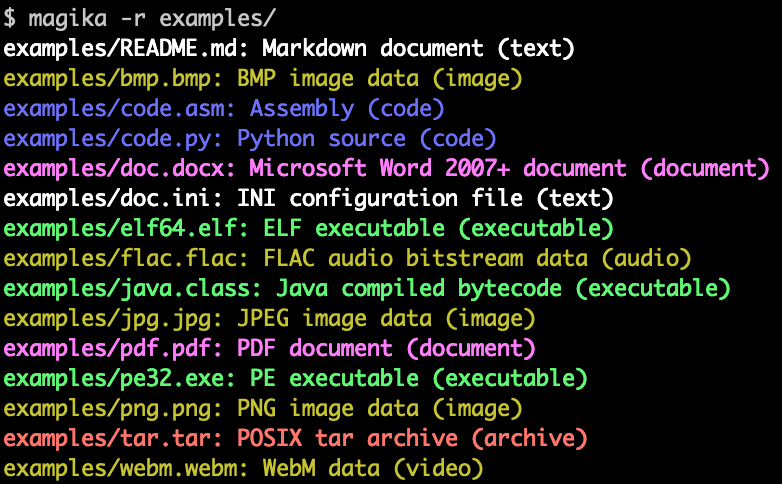 $ magika -r examples/
examples/README.md: Markdown document (text)
examples/bmp.bmp: BMP image data (image)
examples/code.asm: Assembly (code)
examples/code.py: Python source (code)
examples/doc.docx: Microsoft Word 2007+ document (document)
examples/doc.ini: INI configuration file (text)
examples/elf64.elf: ELF executable (executable)
examples/flac.flac: FLAC audio bitstream data (audio)
examples/java.class: Java compiled bytecode (executable)
examples/jpg.jpg: JPEG image data (image)
examples/pdf.pdf: PDF document (document)
examples/pe32.exe: PE executable (executable)
examples/png.png: PNG image data (image)
examples/tar.tar: POSIX tar archive (archive)
examples/webm.webm: WebM data (video)